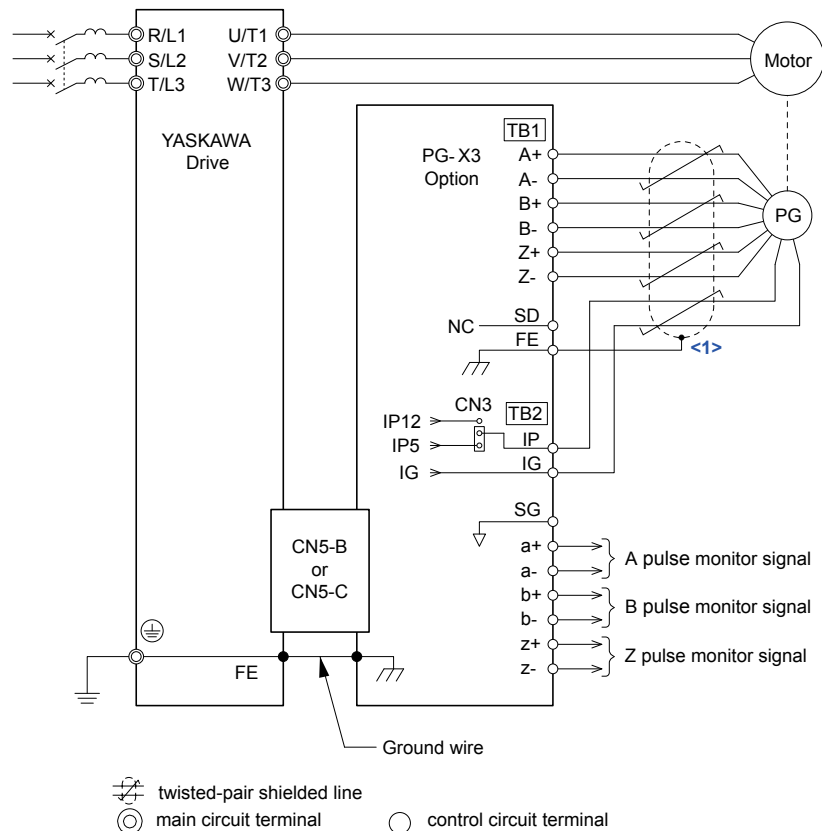 R/L1 U/T1
S/L2 V/T2
T/L3 W/T3
Motor
YASKAWA
Drive
PG-X3
Option
TB1
A+
A-
B+
B-
Z+
Z-
PG
NC SD
FE
<1>
CN3 TB2
IP12
IP5 IP
IG IG
SG
CN5-B
or
CN5-C
a+
a-
A pulse monitor signal
b+
b-
B pulse monitor signal
z+
z-
Z pulse monitor signal
FE
Ground wire
twisted-pair shielded line
main circuit terminal control circuit terminal